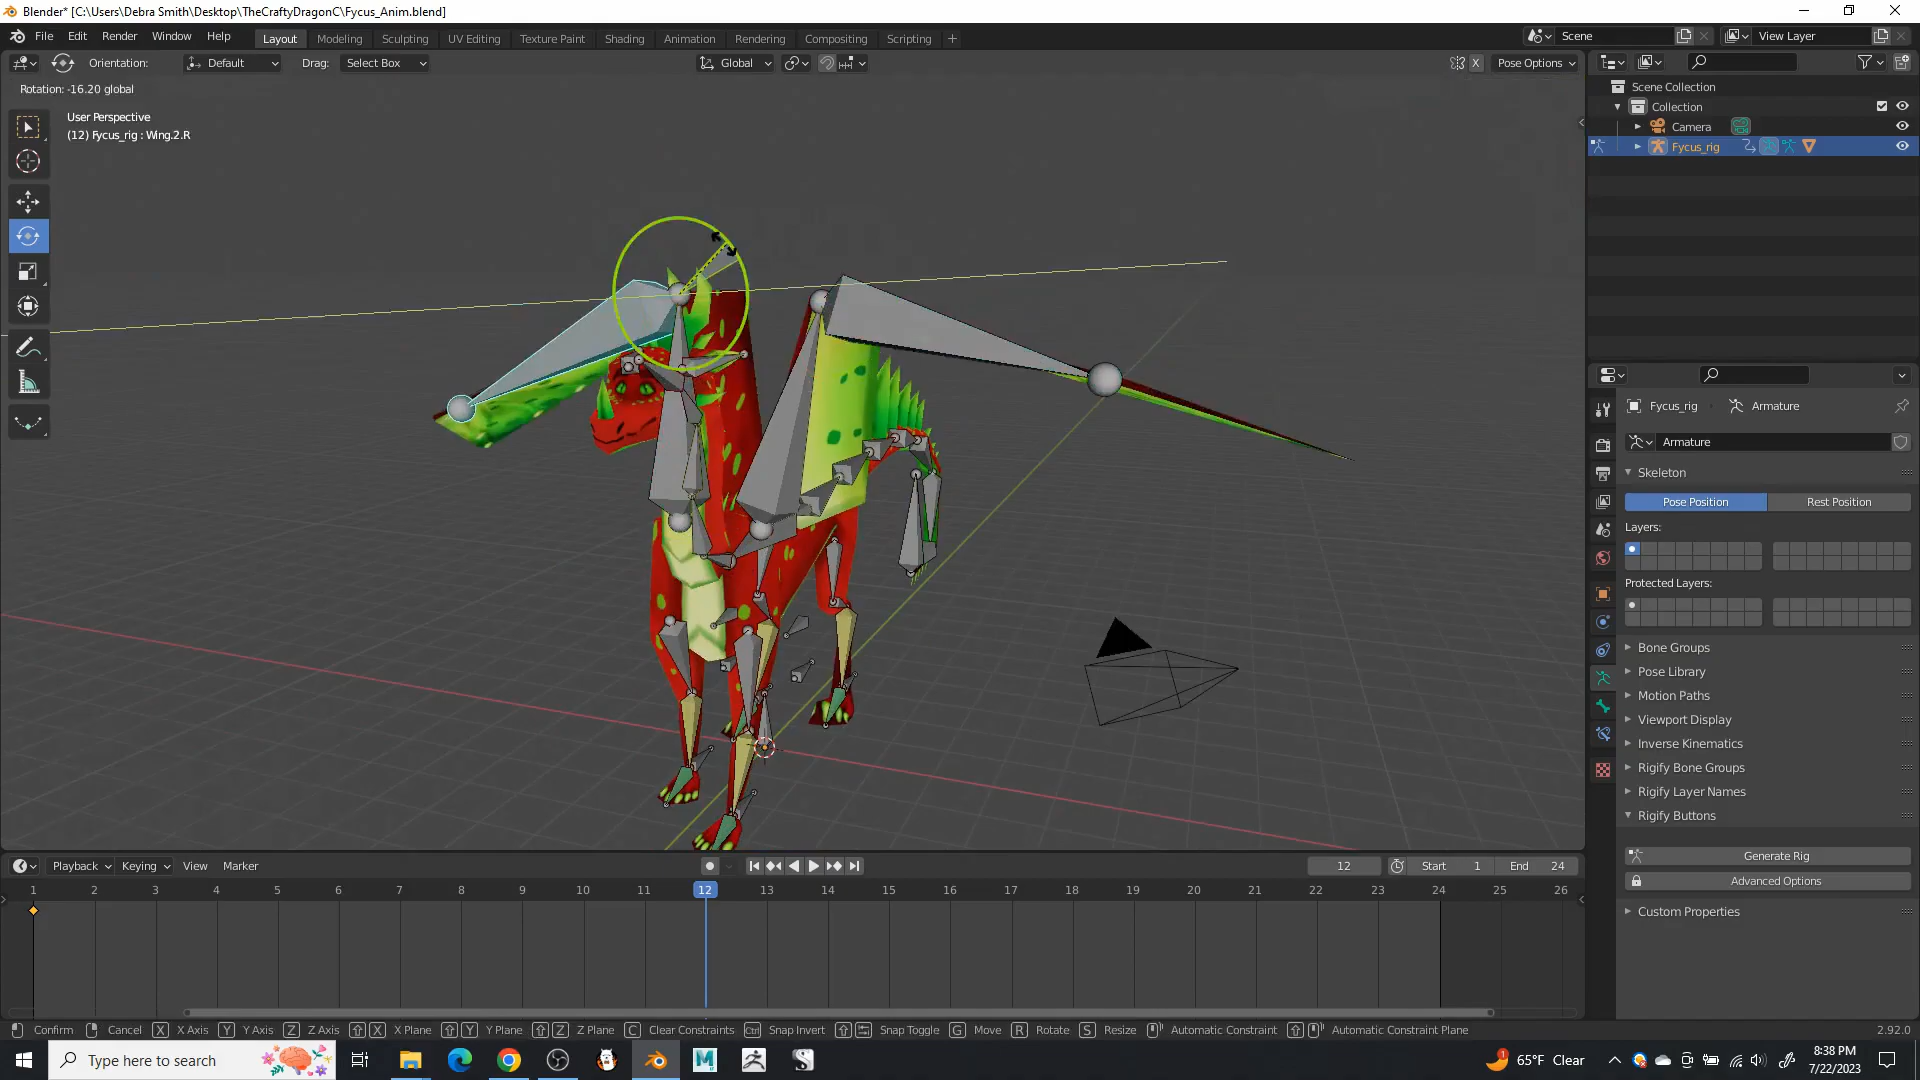 Blender* [C:\Users\Debra Smith\Desktop\TheCraftyDragonC\Fycus_Anim.blend]
File Edit Render Window Help Layout Modeling Sculpting UV Editing Texture Paint Shading Animation Rendering Compositing Scripting Scene View Layer
Orientation: Default Drag: Select Box Global X Pose Options
Rotation: -16.20 global
User Perspective
(12) Fycus_rig : Wing.2.R
Scene Collection
Collection
Camera
Fycus_rig
Fycus_rig Armature
Armature
Skeleton
Pose Position Rest Position
Layers:
Protected Layers:
Bone Groups
Pose Library
Motion Paths
Viewport Display
Inverse Kinematics
Rigify Bone Groups
Rigify Layer Names
Rigify Buttons
Generate Rig
Advanced Options
Custom Properties
Playback Keying View Marker 12 Start 1 End 24
1 2 3 4 5 6 7 8 9 10 11 12 13 14 15 16 17 18 19 20 21 22 23 24 25 26
Confirm Cancel X X Axis Y Y Axis Z Z Axis X X Plane Y Y Plane Z Z Plane C Clear Constraints Ctrl Snap Invert Snap Toggle G Move R Rotate S Resize Automatic Constraint Automatic Constraint Plane 2.92.0
Type here to search 65°F Clear 8:38 PM
7/22/2023